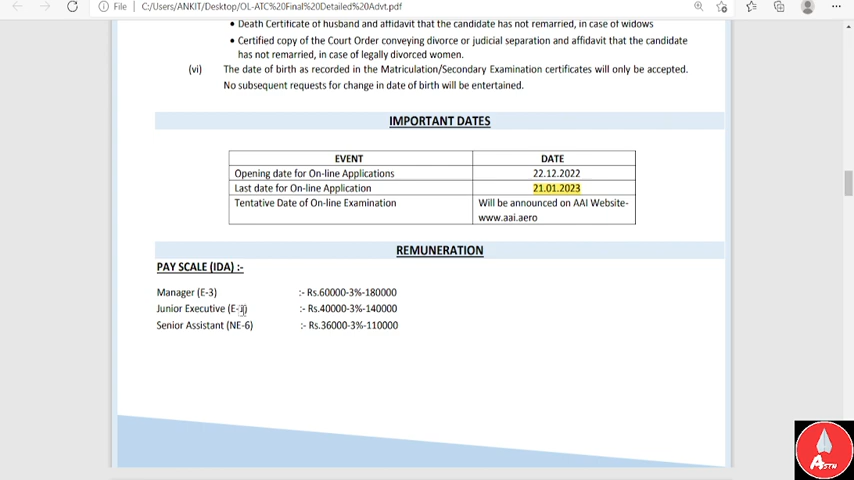 File
C:/Users/ANKIT/Desktop/OL-ATC%20Final%20Detailed%20Advt.pdf
• Death Certificate of husband and affidavit that the candidate has not remarried, in case of widows
• Certified copy of the Court Order conveying divorce or judicial separation and affidavit that the candidate
has not remarried, in case of legally divorced women.
(vi) The date of birth as recorded in the Matriculation/Secondary Examination certificates will only be accepted.
No subsequent requests for change in date of birth will be entertained.
IMPORTANT DATES
EVENT DATE
Opening date for On-line Applications 22.12.2022
Last date for On-line Application 21.01.2023
Tentative Date of On-line Examination Will be announced on AAI Website-
www.aai.aero
REMUNERATION
PAY SCALE (IDA) :-
Manager (E-3) :- Rs.60000-3%-180000
Junior Executive :- Rs.40000-3%-140000
Senior Assistant (NE-6) :- Rs.36000-3%-110000
ASTN